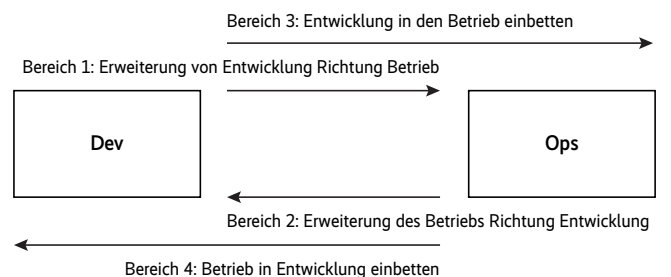 Bereich 3: Entwicklung in den Betrieb einbetten
Bereich 1: Erweiterung von Entwicklung Richtung Betrieb
Dev
Ops
Bereich 2: Erweiterung des Betriebs Richtung Entwicklung
Bereich 4: Betrieb in Entwicklung einbetten